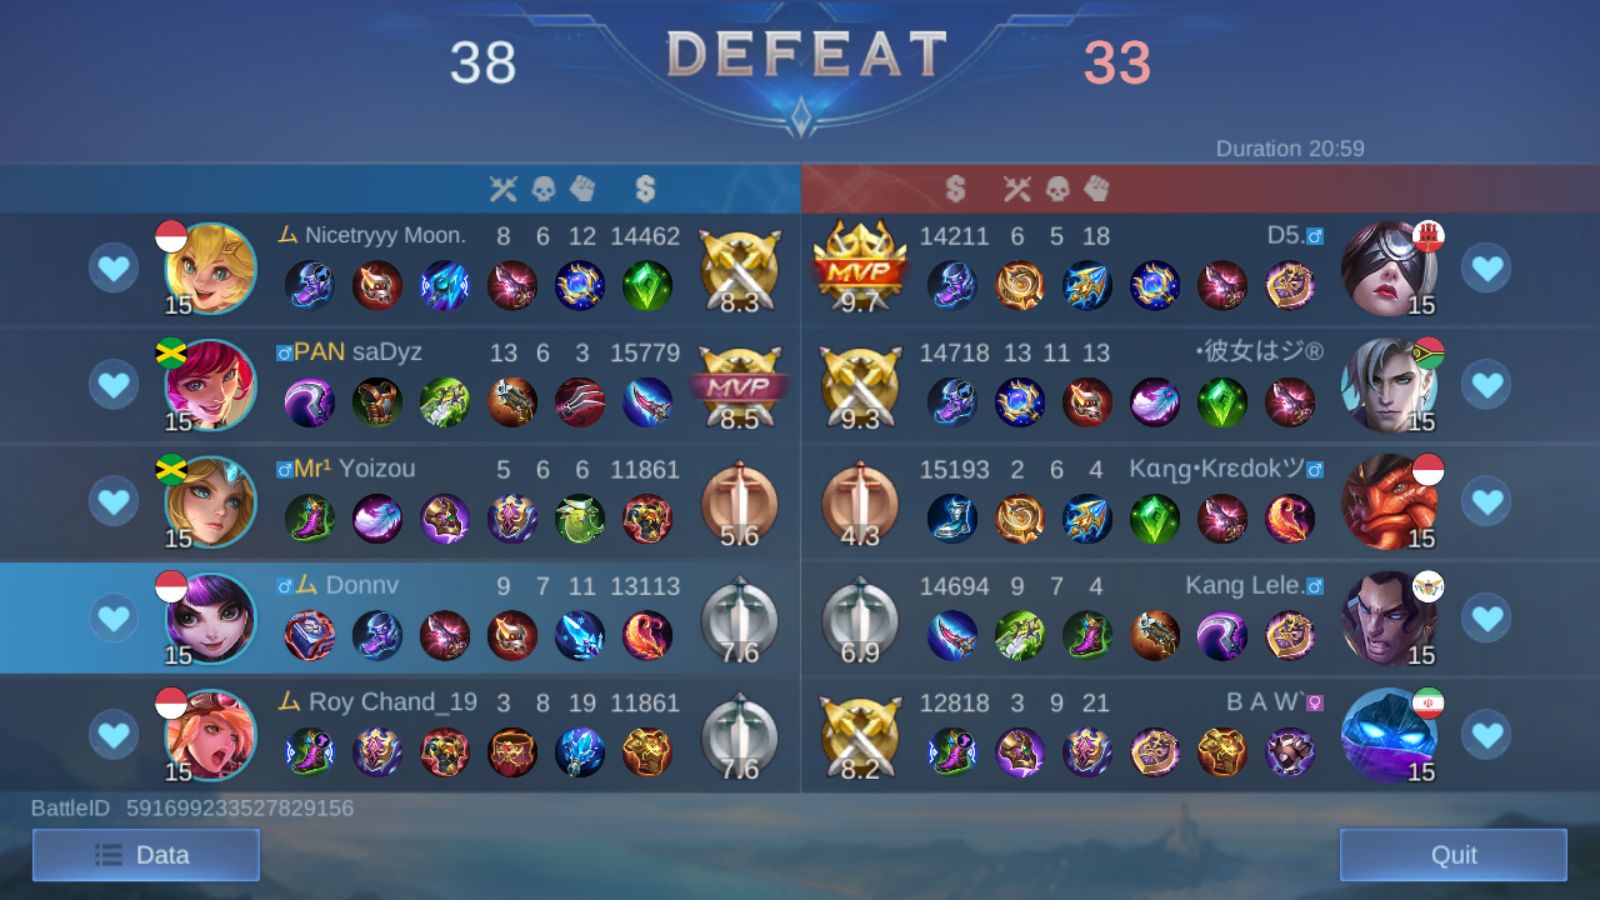 38 DEFEAT 33
Duration 20:59
ム Nicetryyy Moon. 8 6 12 14462
15 8.3
MVP 9.7 14211 6 5 18 D5.
15
PAN saDyz 13 6 3 15779
15 MVP 8.5
9.3 14718 13 11 13 •彼女はジ®
15
Mr¹ Yoizou 5 6 6 11861
15 5.6
4.3 15193 2 6 4 Kαɳg•Krεdokツ
15
ム Donnv 9 7 11 13113
15 7.6
6.9 14694 9 7 4 Kang Lele.
15
ム Roy Chand_19 3 8 19 11861
15 7.6
8.2 12818 3 9 21 B A W`
15
BattleID 591699233527829156
Data
Quit